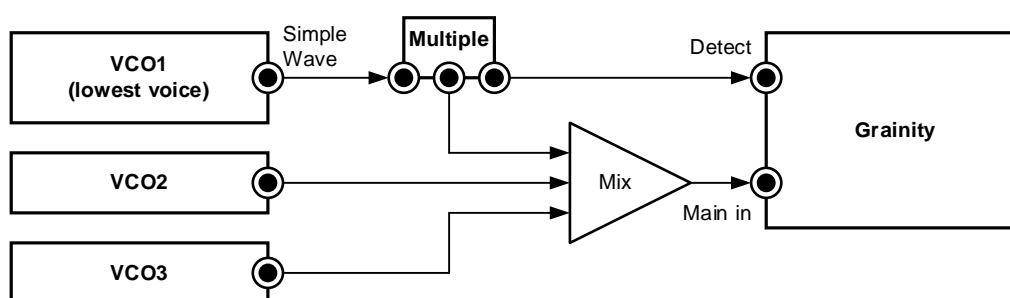 Simple
Wave
Multiple
Detect
VCO1
(lowest voice)
Grainity
VCO2
Mix
Main in
VCO3